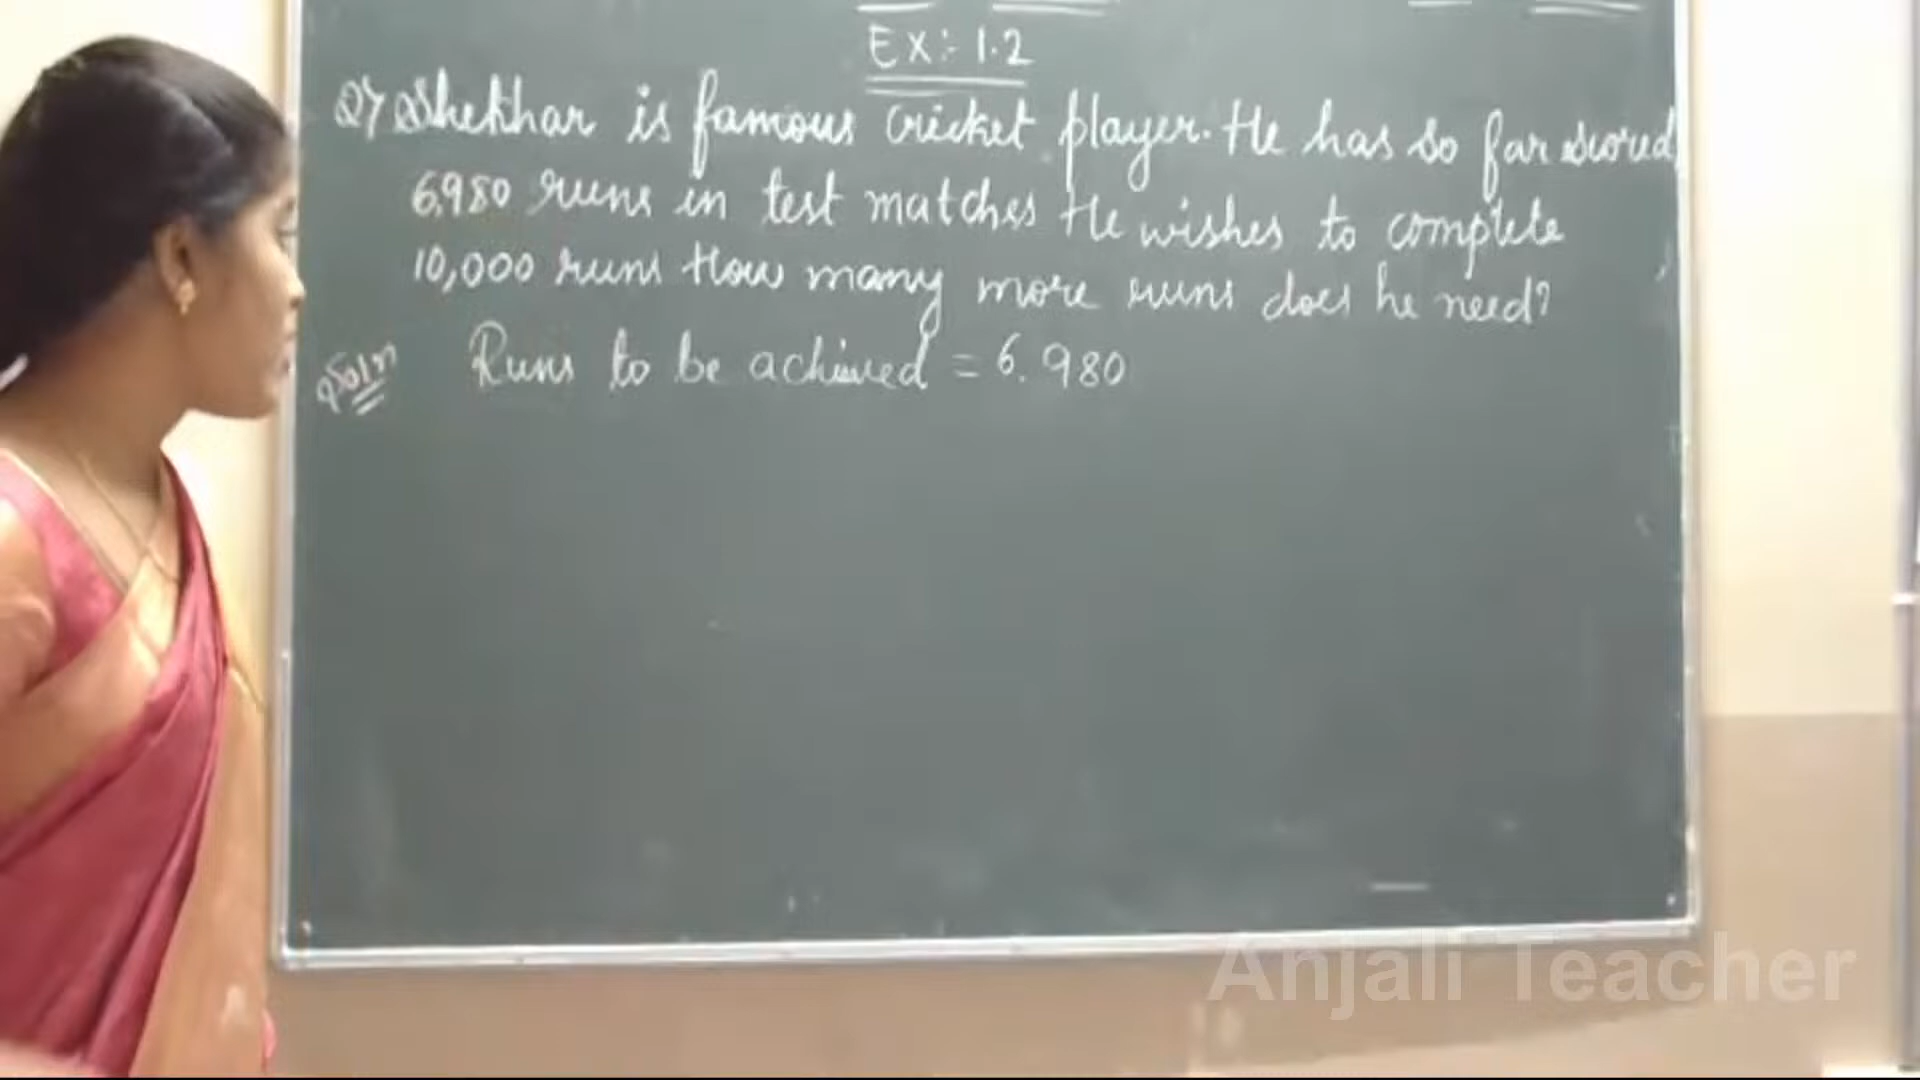 Ex:- 1.2
Q7 Shekhar is famous cricket player. He has so far scored
6,980 runs in test matches He wishes to complete
10,000 runs How many more runs does he need?
Soln Runs to be achieved = 6.980
Anjali Teacher